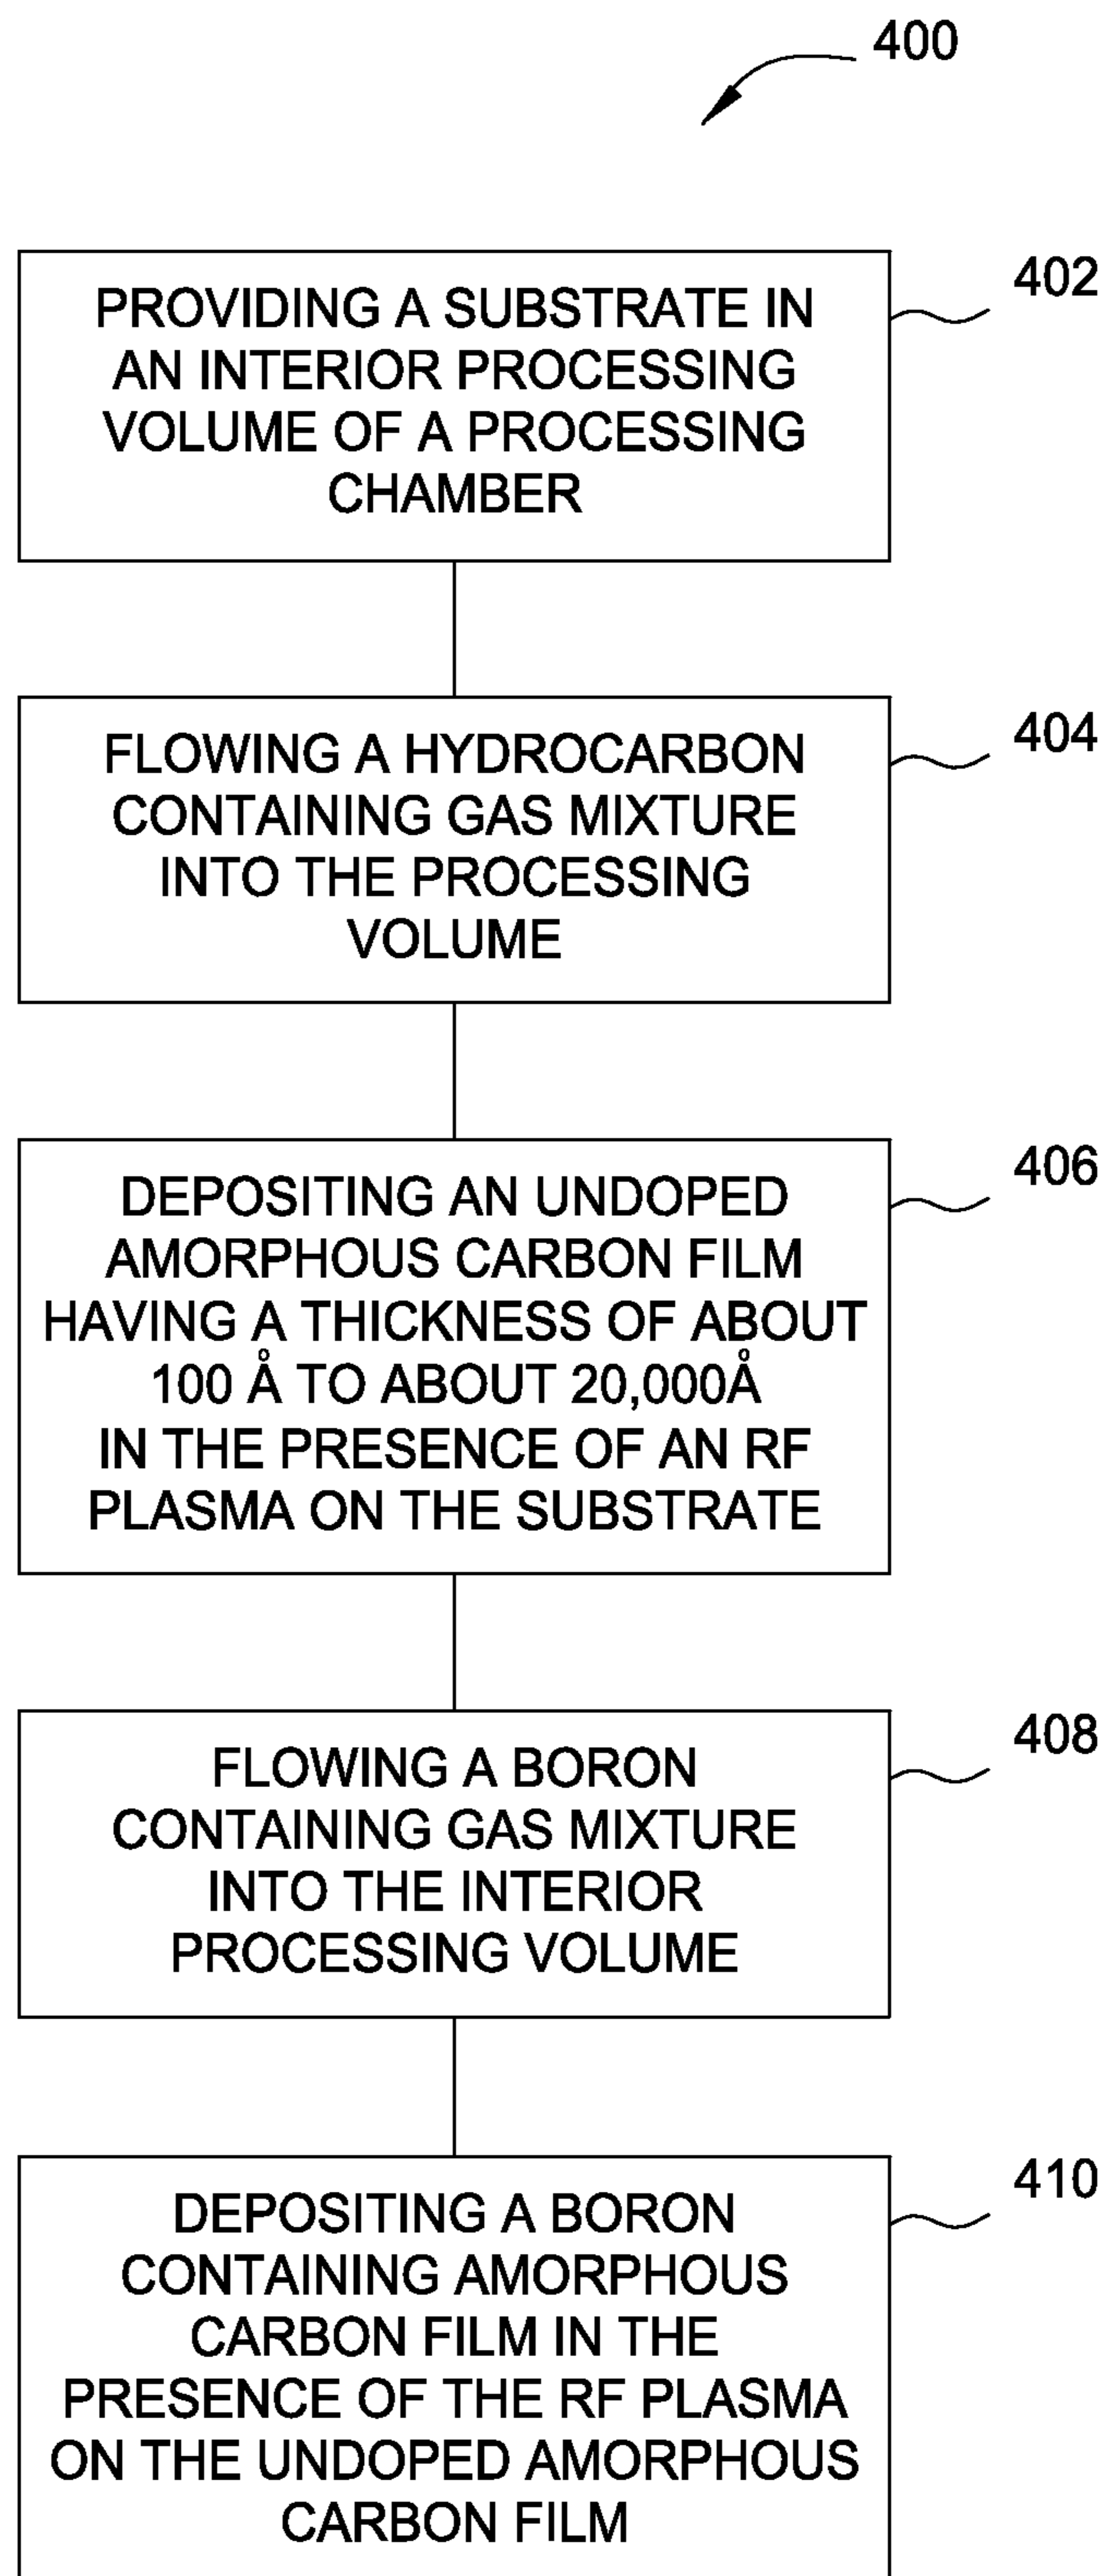 400
PROVIDING A SUBSTRATE IN
AN INTERIOR PROCESSING
VOLUME OF A PROCESSING
CHAMBER
402
FLOWING A HYDROCARBON
CONTAINING GAS MIXTURE
INTO THE PROCESSING
VOLUME
404
DEPOSITING AN UNDOPED
AMORPHOUS CARBON FILM
HAVING A THICKNESS OF ABOUT
100 Å TO ABOUT 20,000Å
IN THE PRESENCE OF AN RF
PLASMA ON THE SUBSTRATE
406
FLOWING A BORON
CONTAINING GAS MIXTURE
INTO THE INTERIOR
PROCESSING VOLUME
408
DEPOSITING A BORON
CONTAINING AMORPHOUS
CARBON FILM IN THE
PRESENCE OF THE RF PLASMA
ON THE UNDOPED AMORPHOUS
CARBON FILM
410